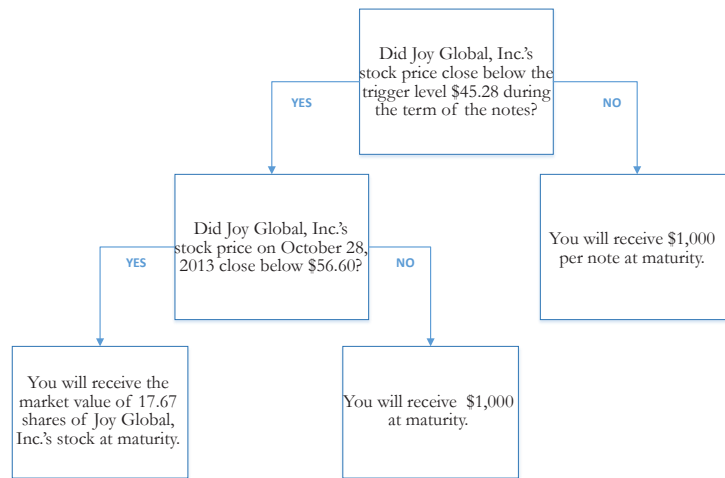 Did Joy Global, Inc.'s
stock price close below the
trigger level $45.28 during
the term of the notes?
YES
NO
Did Joy Global, Inc.'s
stock price on October 28,
2013 close below $56.60?
You will receive $1,000
per note at maturity.
YES
NO
You will receive the
market value of 17.67
shares of Joy Global,
Inc.'s stock at maturity.
You will receive $1,000
at maturity.